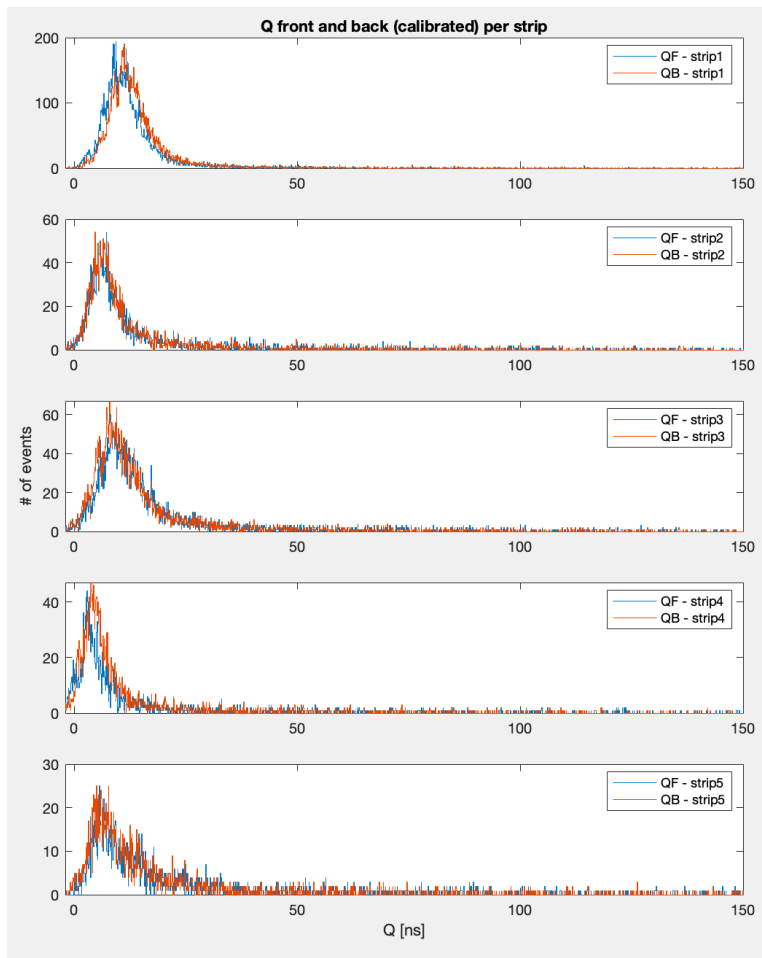 Q front and back (calibrated) per strip
200
100
0
0
50
100
150
QF - strip1
QB - strip1
60
40
20
0
0
50
100
150
QF - strip2
QB - strip2
# of events
60
40
20
0
0
50
100
150
QF - strip3
QB - strip3
40
20
0
0
50
100
150
QF - strip4
QB - strip4
30
20
10
0
0
50
100
150
QF - strip5
QB - strip5
Q [ns]